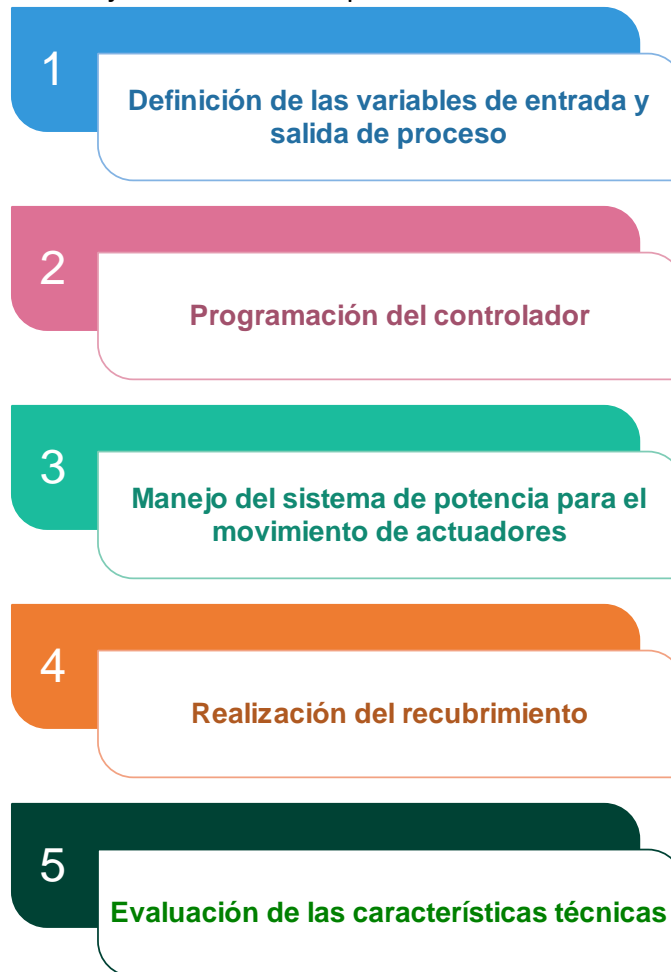 1
Definición de las variables de entrada y
salida de proceso
2
Programación del controlador
3
Manejo del sistema de potencia para el
movimiento de actuadores
4
Realización del recubrimiento
5
Evaluación de las características técnicas